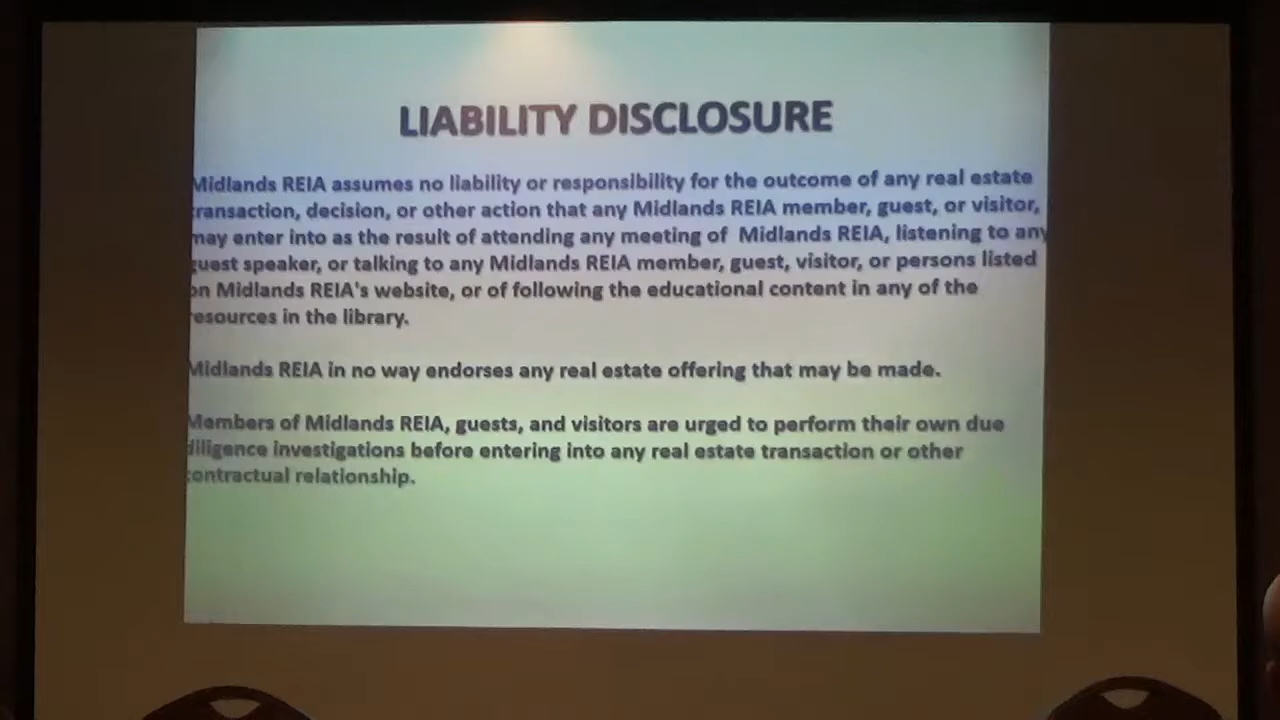 LIABILITY DISCLOSURE
Midlands REIA assumes no liability or responsibility for the outcome of any real estate
transaction, decision, or other action that any Midlands REIA member, guest, or visitor,
may enter into as the result of attending any meeting of Midlands REIA, listening to any
guest speaker, or talking to any Midlands REIA member, guest, visitor, or persons listed
on Midlands REIA's website, or of following the educational content in any of the
resources in the library.
Midlands REIA in no way endorses any real estate offering that may be made.
Members of Midlands REIA, guests, and visitors are urged to perform their own due
diligence investigations before entering into any real estate transaction or other
contractual relationship.